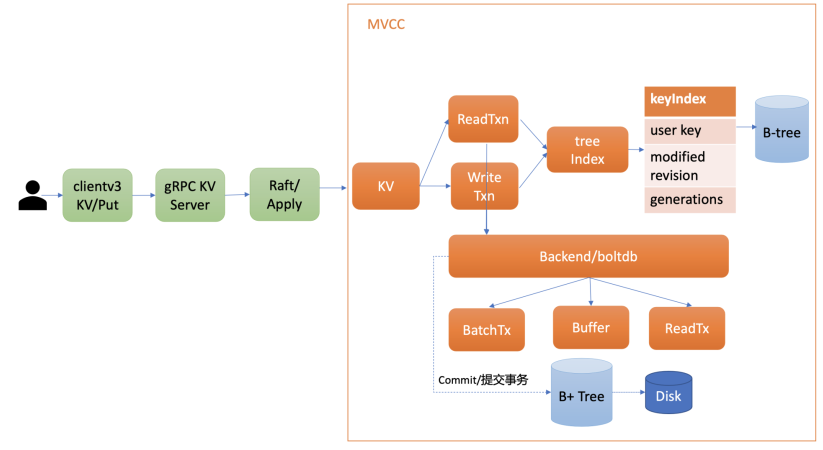 MVCC
keyIndex
ReadTxn
B-tree
user key
tree
Index
modified
revision
clientv3
KV/Put
gRPC KV
Server
Raft/
Apply
KV
Write
Txn
generations
Backend/boltdb
BatchTx
Buffer
ReadTx
Commit/提交事务
B+ Tree
Disk